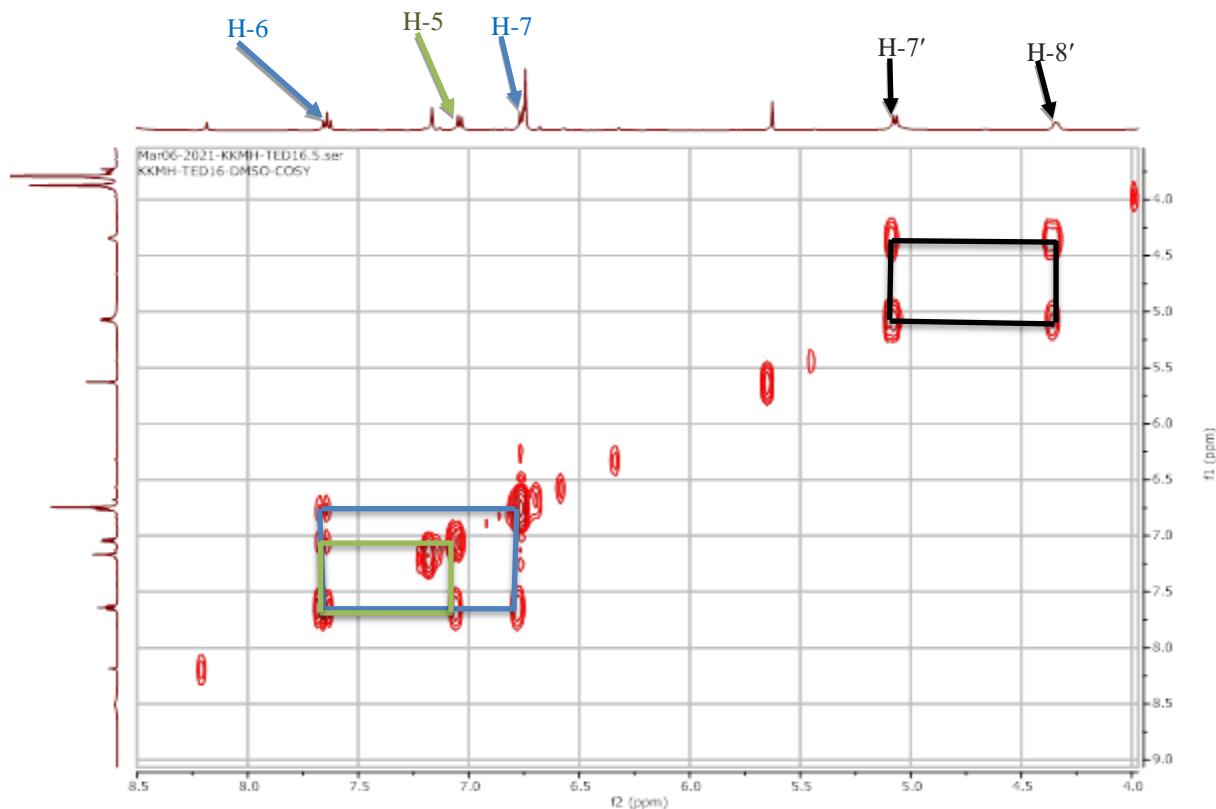 H-6
H-5
H-7
H-7′
H-8′
Mar06-2021-KKMH-TED16.5.ser
KKMH-TED16-DMSO-COSY
4.0
4.5
5.0
5.5
6.0
6.5
7.0
7.5
8.0
8.5
9.0
f1 (ppm)
8.5 8.0 7.5 7.0 6.5 6.0 5.5 5.0 4.5 4.0
f2 (ppm)